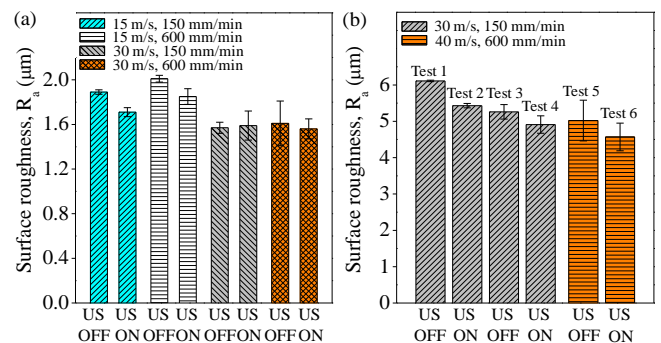 (a)
15 m/s, 150 mm/min
15 m/s, 600 mm/min
30 m/s, 150 mm/min
30 m/s, 600 mm/min
Surface roughness, Ra (μm)
2.0
1.6
1.2
0.8
0.4
0.0
US US US US US US US US
OFF ON OFF ON OFF ON OFF ON
(b)
30 m/s, 150 mm/min
40 m/s, 600 mm/min
Surface roughness, Ra (μm)
Test 1
Test 2
Test 3
Test 4
Test 5
Test 6
7
6
5
4
3
2
1
0
US US US US US US
OFF ON OFF ON OFF ON